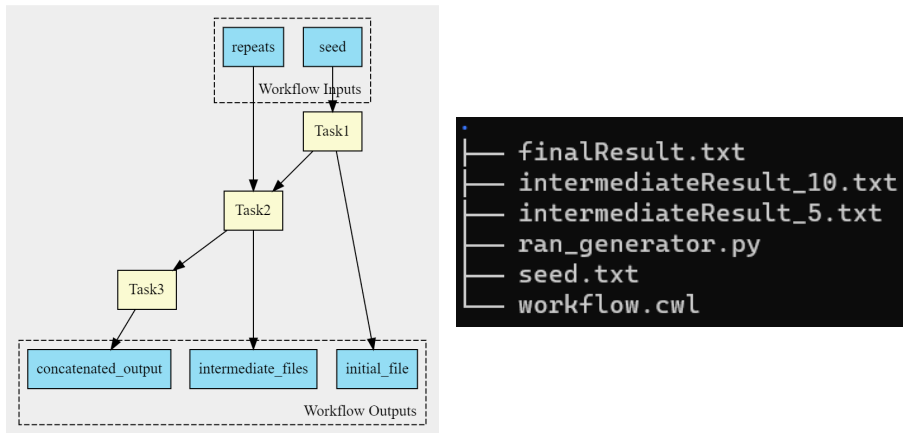 repeats
seed
Workflow Inputs
Task1
Task2
Task3
concatenated_output
intermediate_files
initial_file
Workflow Outputs
.
├── finalResult.txt
├── intermediateResult_10.txt
├── intermediateResult_5.txt
├── ran_generator.py
├── seed.txt
└── workflow.cwl